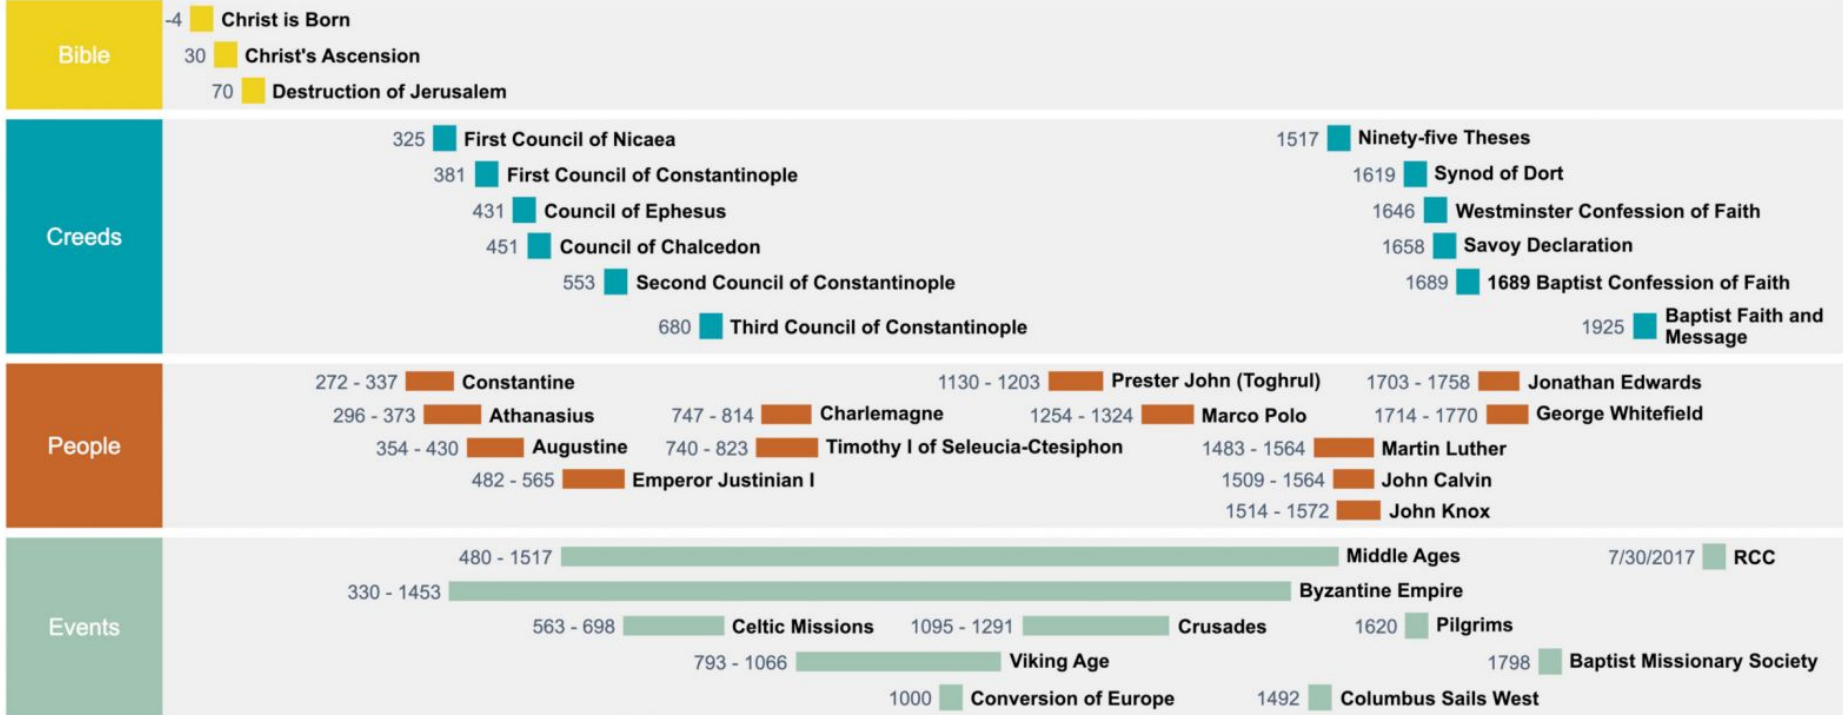 Bible
-4 Christ is Born
30 Christ's Ascension
70 Destruction of Jerusalem
Creeds
325 First Council of Nicaea
1517 Ninety-five Theses
381 First Council of Constantinople
1619 Synod of Dort
431 Council of Ephesus
1646 Westminster Confession of Faith
451 Council of Chalcedon
1658 Savoy Declaration
553 Second Council of Constantinople
1689 1689 Baptist Confession of Faith
680 Third Council of Constantinople
1925 Baptist Faith and
Message
People
272 - 337 Constantine
1130 - 1203 Prester John (Toghrul)
1703 - 1758 Jonathan Edwards
296 - 373 Athanasius
747 - 814 Charlemagne
1254 - 1324 Marco Polo
1714 - 1770 George Whitefield
354 - 430 Augustine
740 - 823 Timothy I of Seleucia-Ctesiphon
1483 - 1564 Martin Luther
482 - 565 Emperor Justinian I
1509 - 1564 John Calvin
1514 - 1572 John Knox
Events
480 - 1517 Middle Ages
7/30/2017 RCC
330 - 1453 Byzantine Empire
563 - 698 Celtic Missions
1095 - 1291 Crusades
1620 Pilgrims
793 - 1066 Viking Age
1798 Baptist Missionary Society
1000 Conversion of Europe
1492 Columbus Sails West